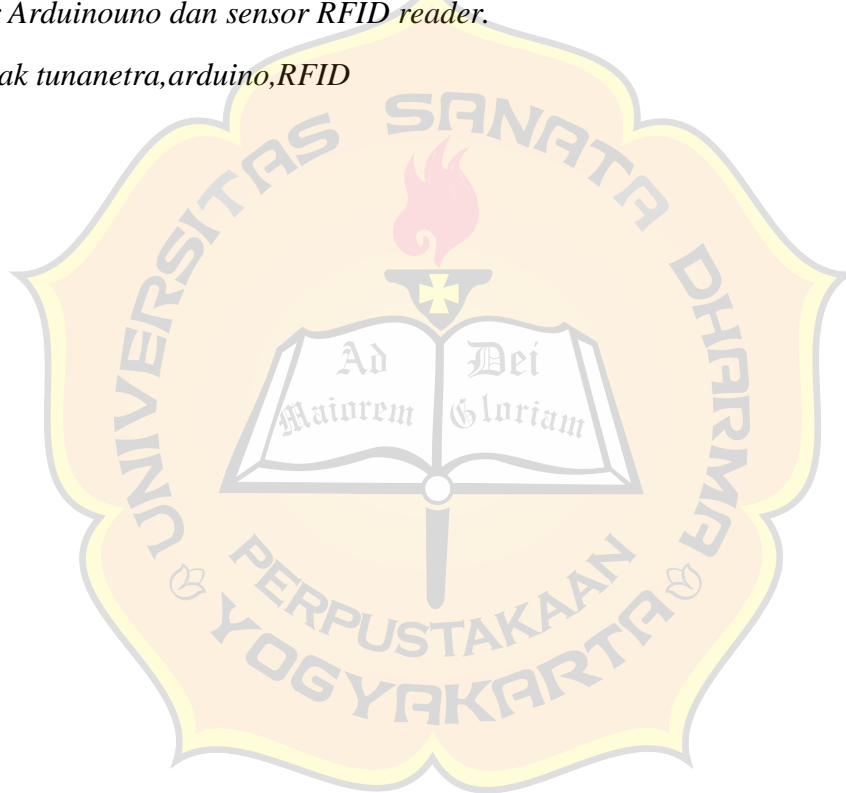 Arduinouno dan sensor RFID reader.
ak tunanetra,arduino,RFID
UNIVERSITAS SANATA DHARMA
Ad Dei
Maiorem Gloriam
PERPUSTAKAAN
YOGYAKARTA